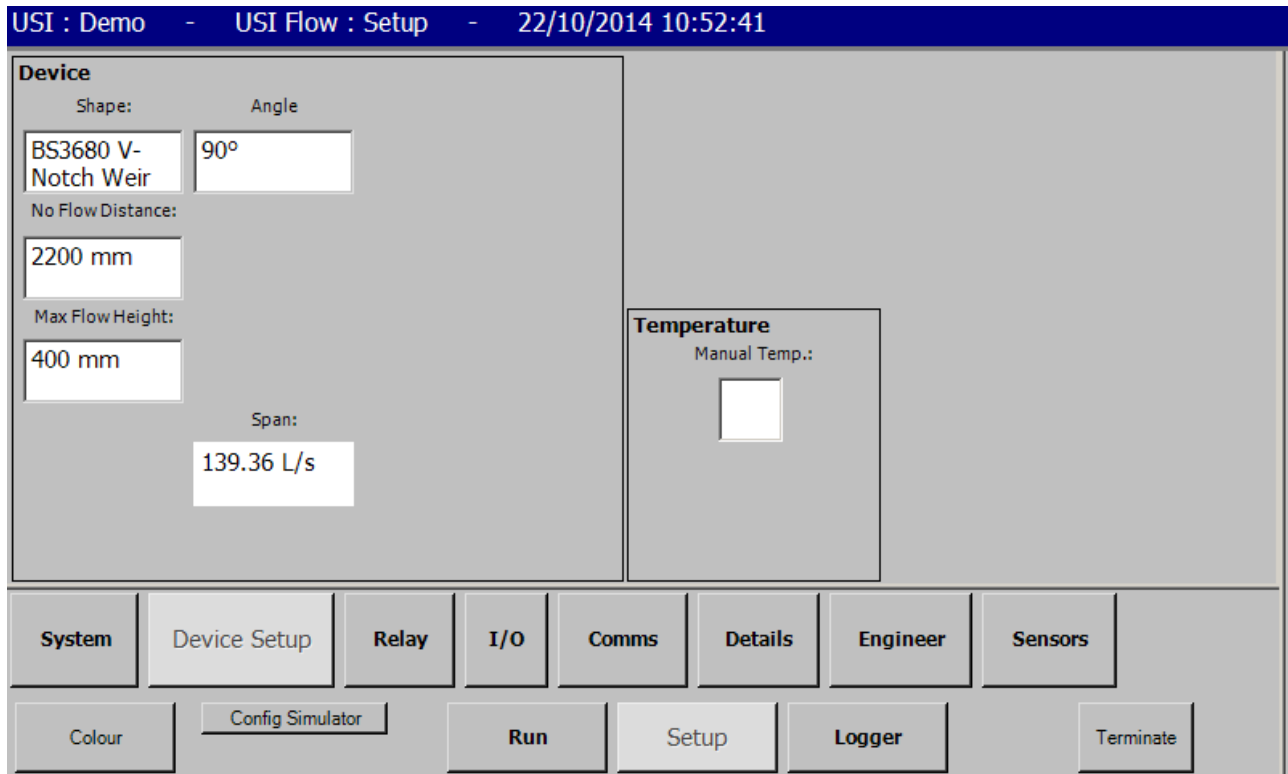 USI : Demo - USI Flow : Setup - 22/10/2014 10:52:41
Device
Shape: Angle
BS3680 V-
Notch Weir
90º
No Flow Distance:
2200 mm
Max Flow Height:
400 mm
Span:
139.36 L/s
Temperature
Manual Temp.:
System Device Setup Relay I/O Comms Details Engineer Sensors
Colour Config Simulator Run Setup Logger Terminate